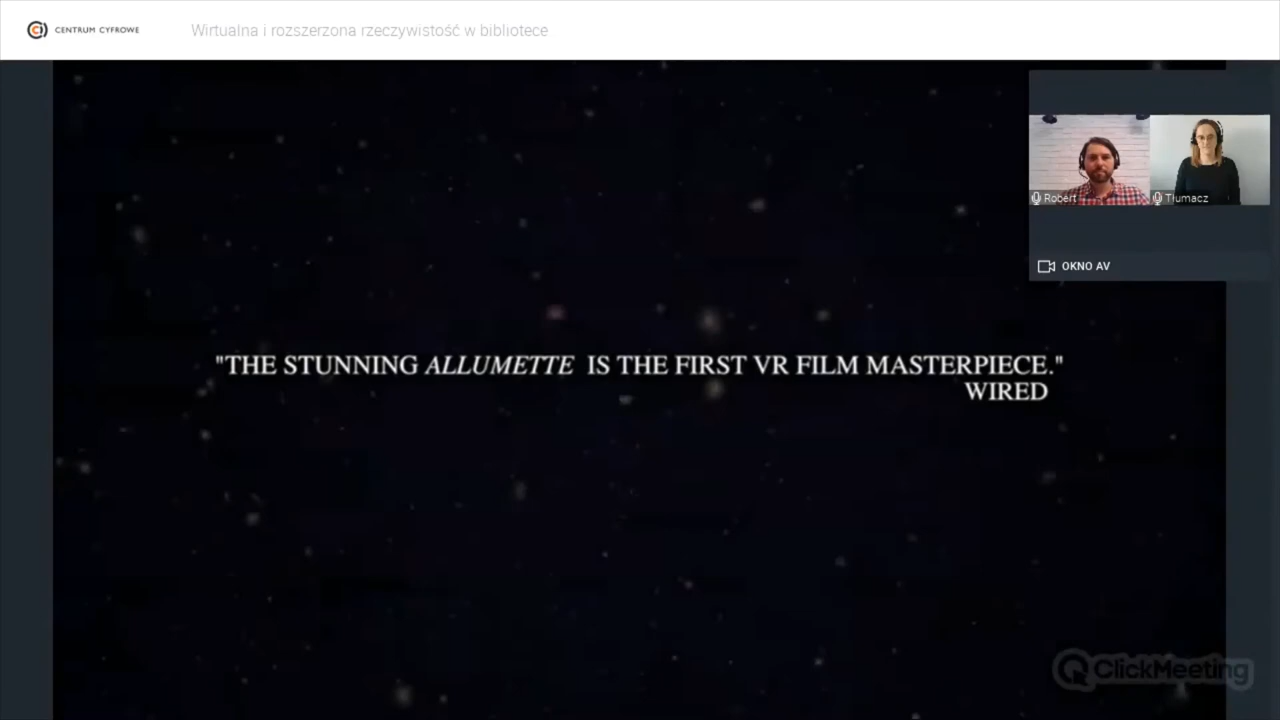 CENTRUM CYFROWE
Wirtualna i rozszerzona rzeczywistość w bibliotece
Robert
Tłumacz
OKNO AV
"THE STUNNING ALLUMETTE IS THE FIRST VR FILM MASTERPIECE."
WIRED
ClickMeeting